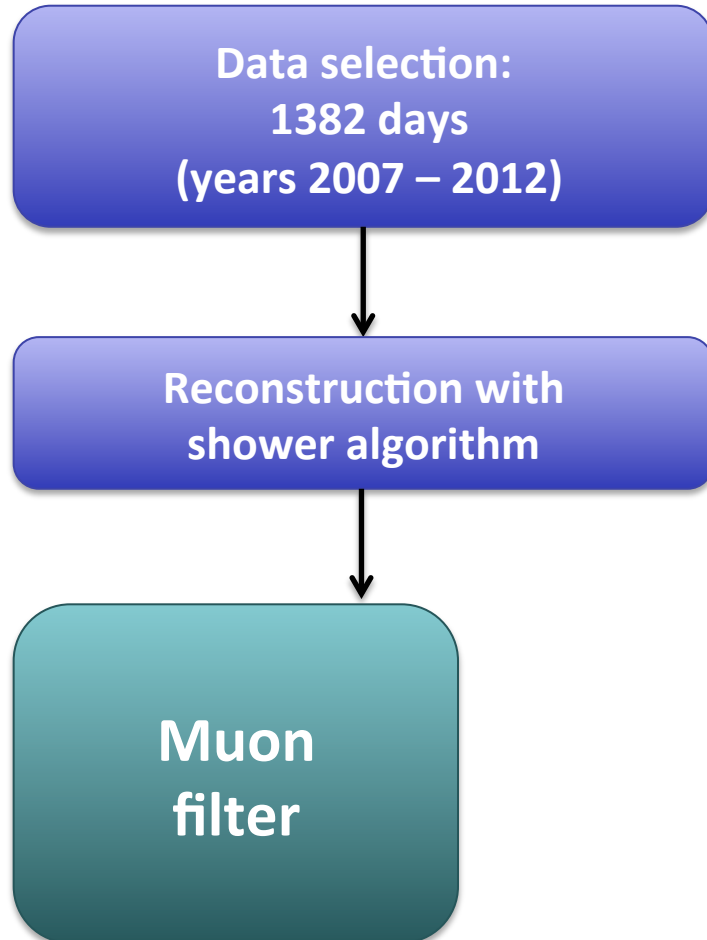 Data selection:
1382 days
(years 2007 – 2012)
Reconstruction with
shower algorithm
Muon
filter